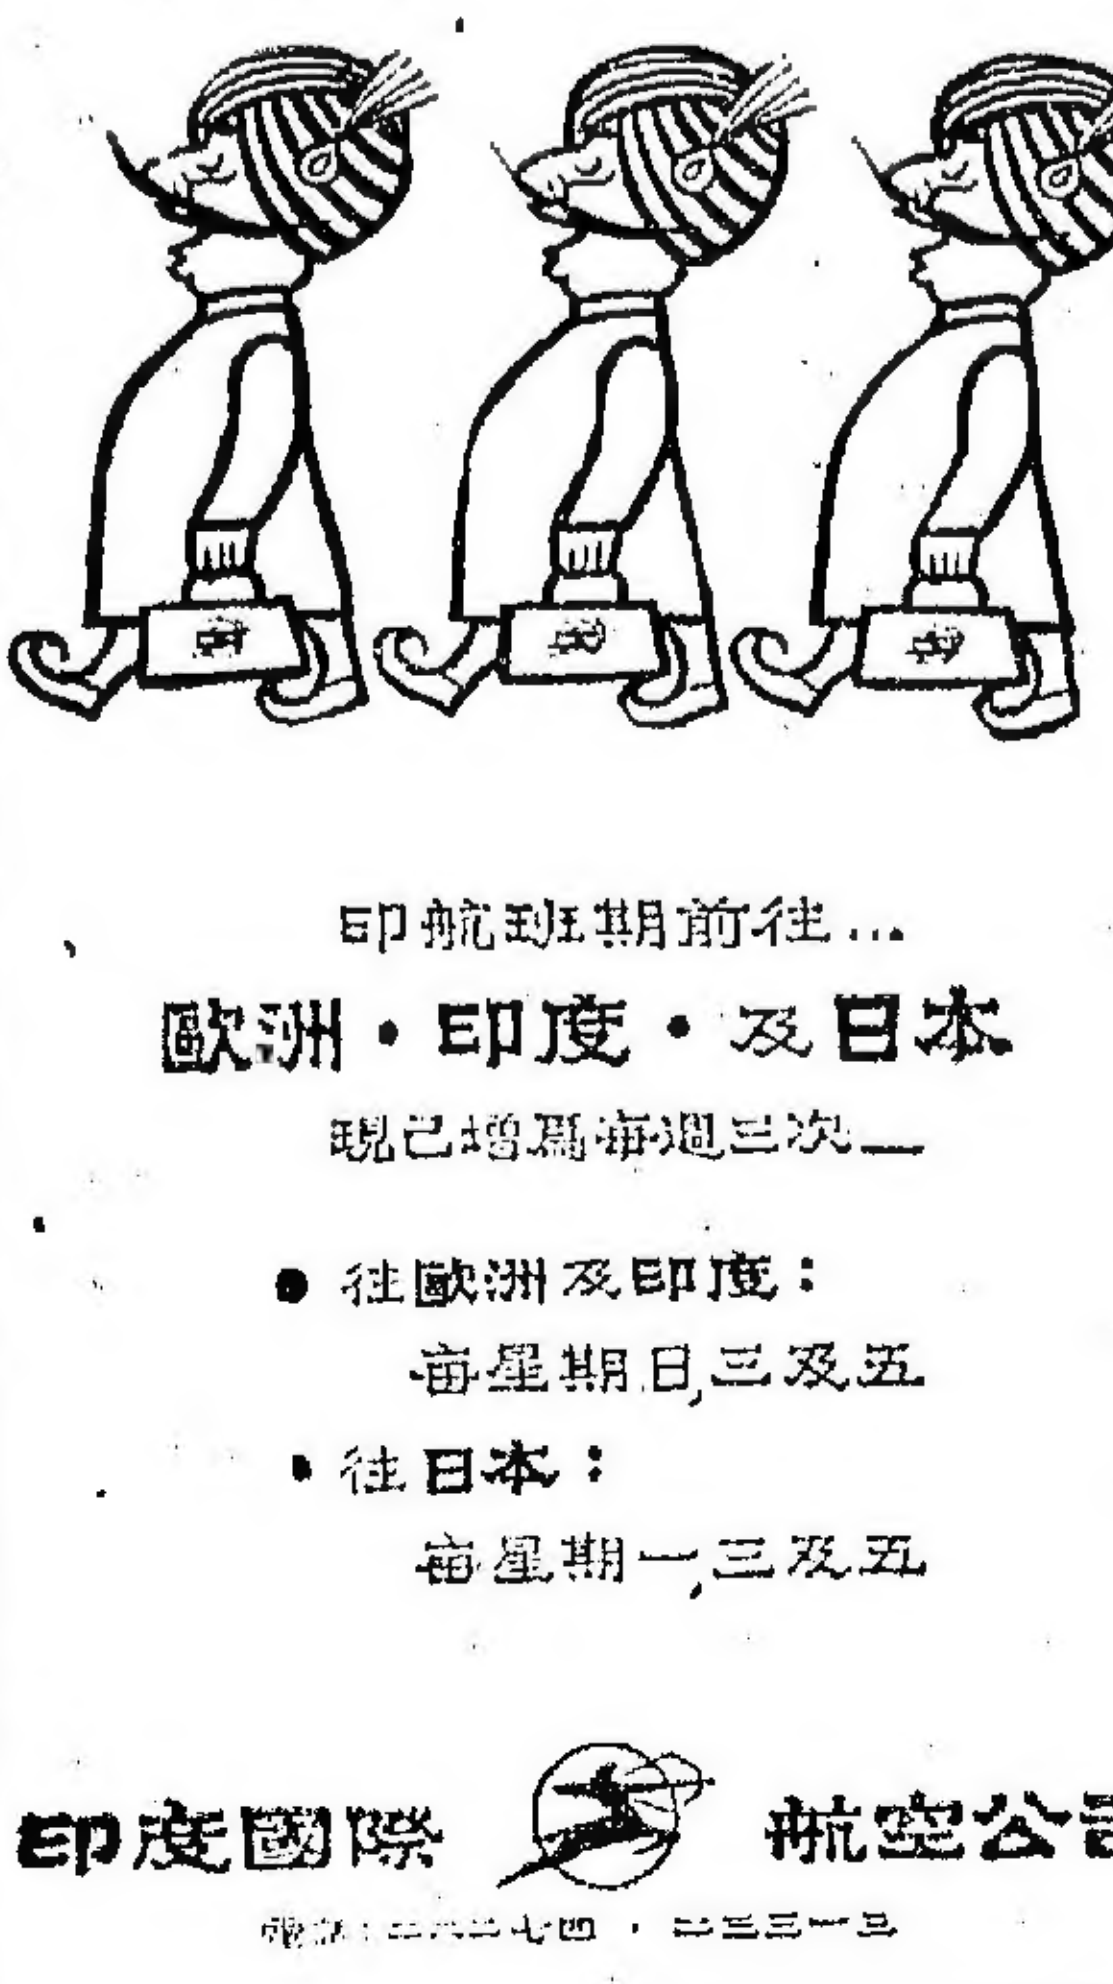 印航班期前往...
歐洲・印度・及日本
現已增爲每週三次—
● 往歐洲及印度：
每星期日,三及五
• 往日本：
每星期一,三及五
印度國際 航空公司